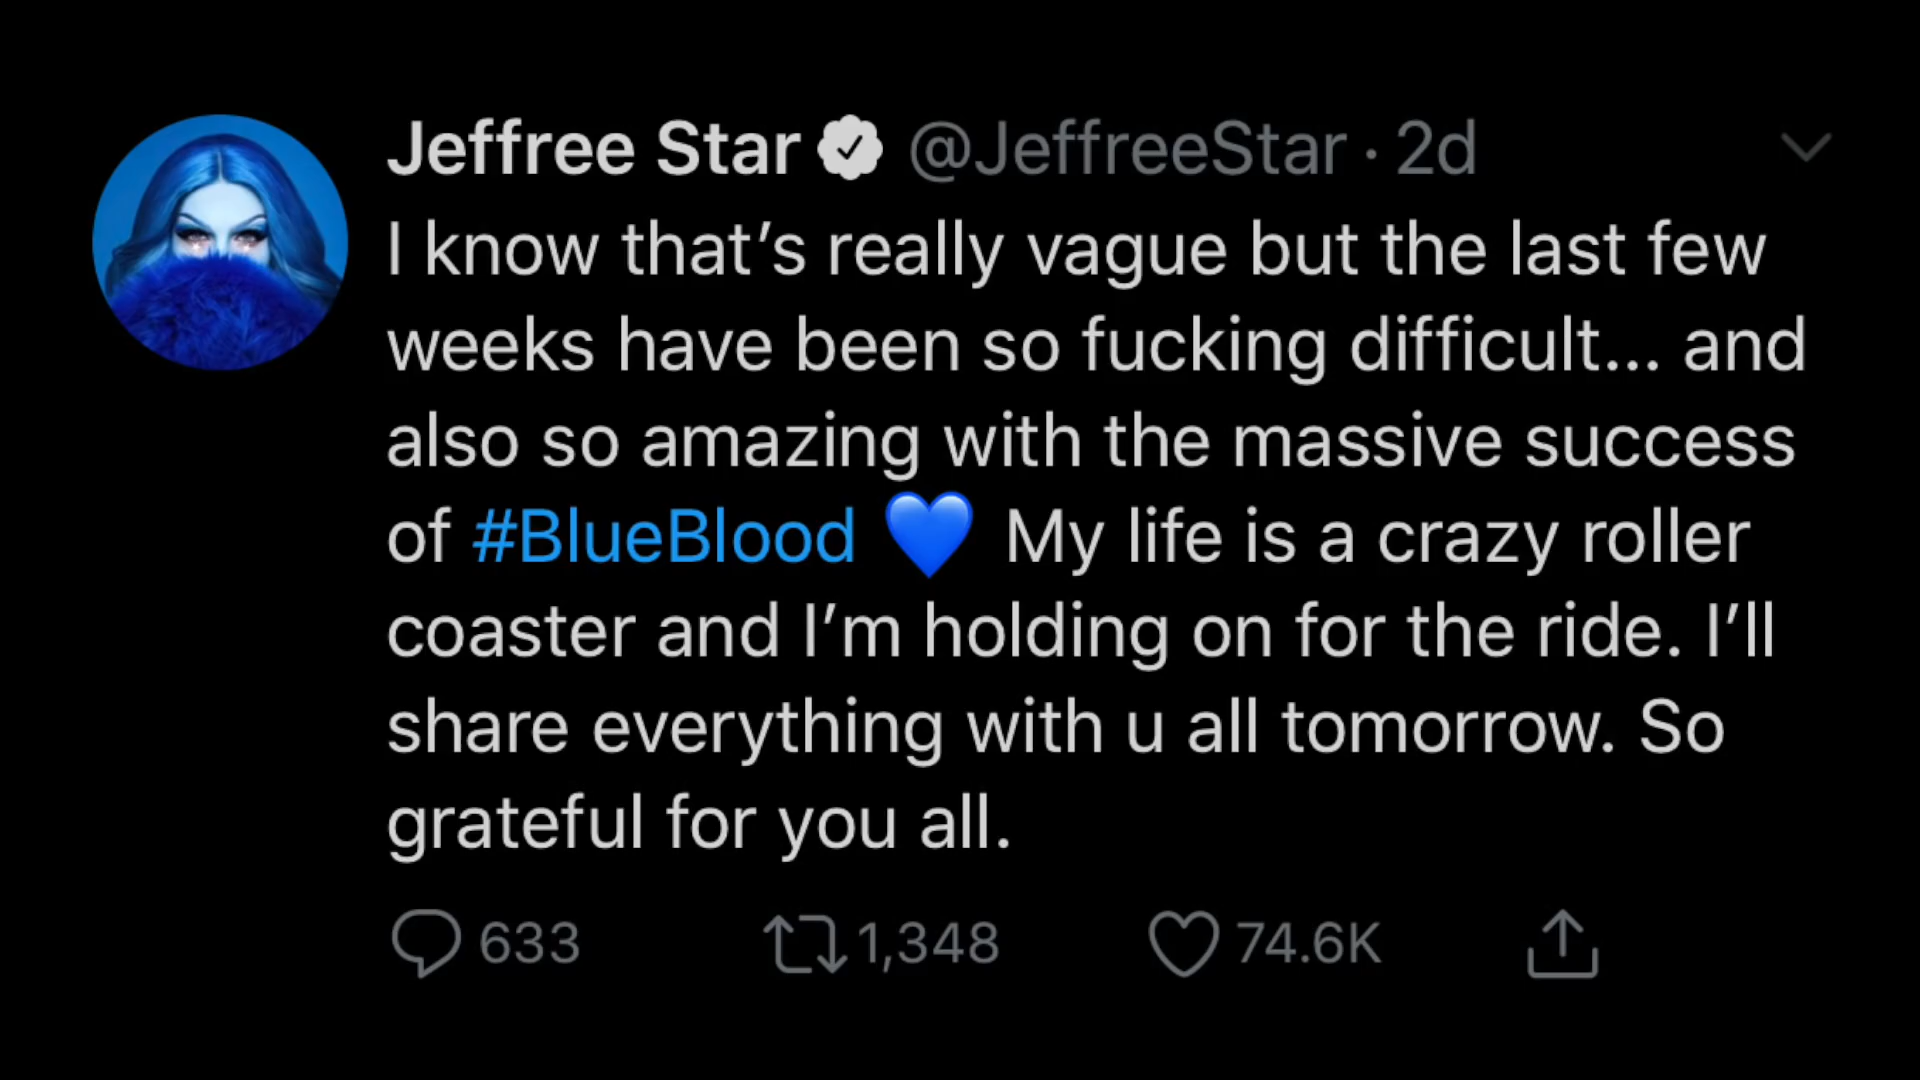 Jeffree Star @JeffreeStar · 2d
I know that’s really vague but the last few
weeks have been so fucking difficult... and
also so amazing with the massive success
of #BlueBlood 💙 My life is a crazy roller
coaster and I’m holding on for the ride. I’ll
share everything with u all tomorrow. So
grateful for you all.
633 1,348 74.6K